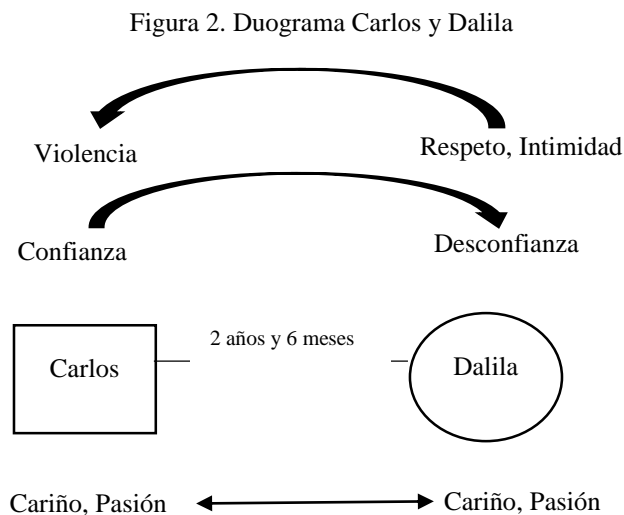 Figura 2. Duograma Carlos y Dalila
Violencia
Respeto, Intimidad
Confianza
Desconfianza
2 años y 6 meses
Carlos
Dalila
Cariño, Pasión
Cariño, Pasión